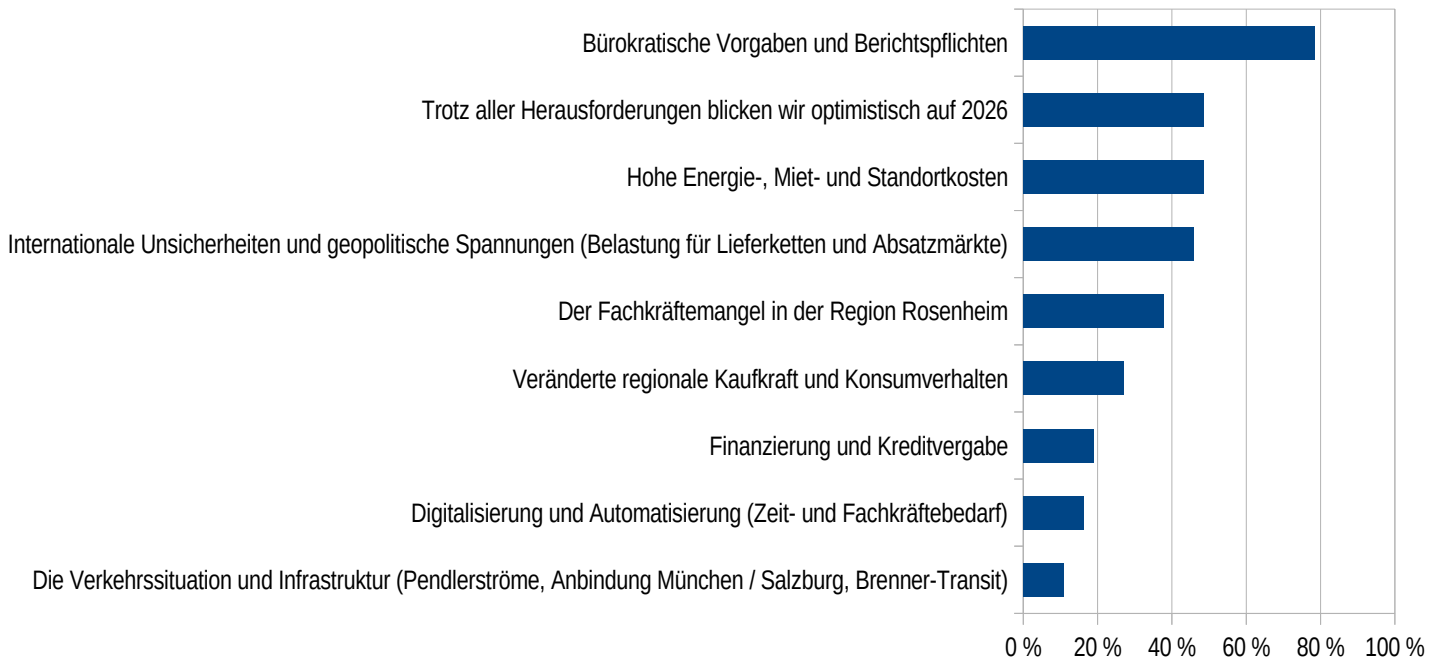 Bürokratische Vorgaben und Berichtspflichten
Trotz aller Herausforderungen blicken wir optimistisch auf 2026
Hohe Energie-, Miet- und Standortkosten
Internationale Unsicherheiten und geopolitische Spannungen (Belastung für Lieferketten und Absatzmärkte)
Der Fachkräftemangel in der Region Rosenheim
Veränderte regionale Kaufkraft und Konsumverhalten
Finanzierung und Kreditvergabe
Digitalisierung und Automatisierung (Zeit- und Fachkräftebedarf)
Die Verkehrssituation und Infrastruktur (Pendlerströme, Anbindung München / Salzburg, Brenner-Transit)
0 % 20 % 40 % 60 % 80 % 100 %